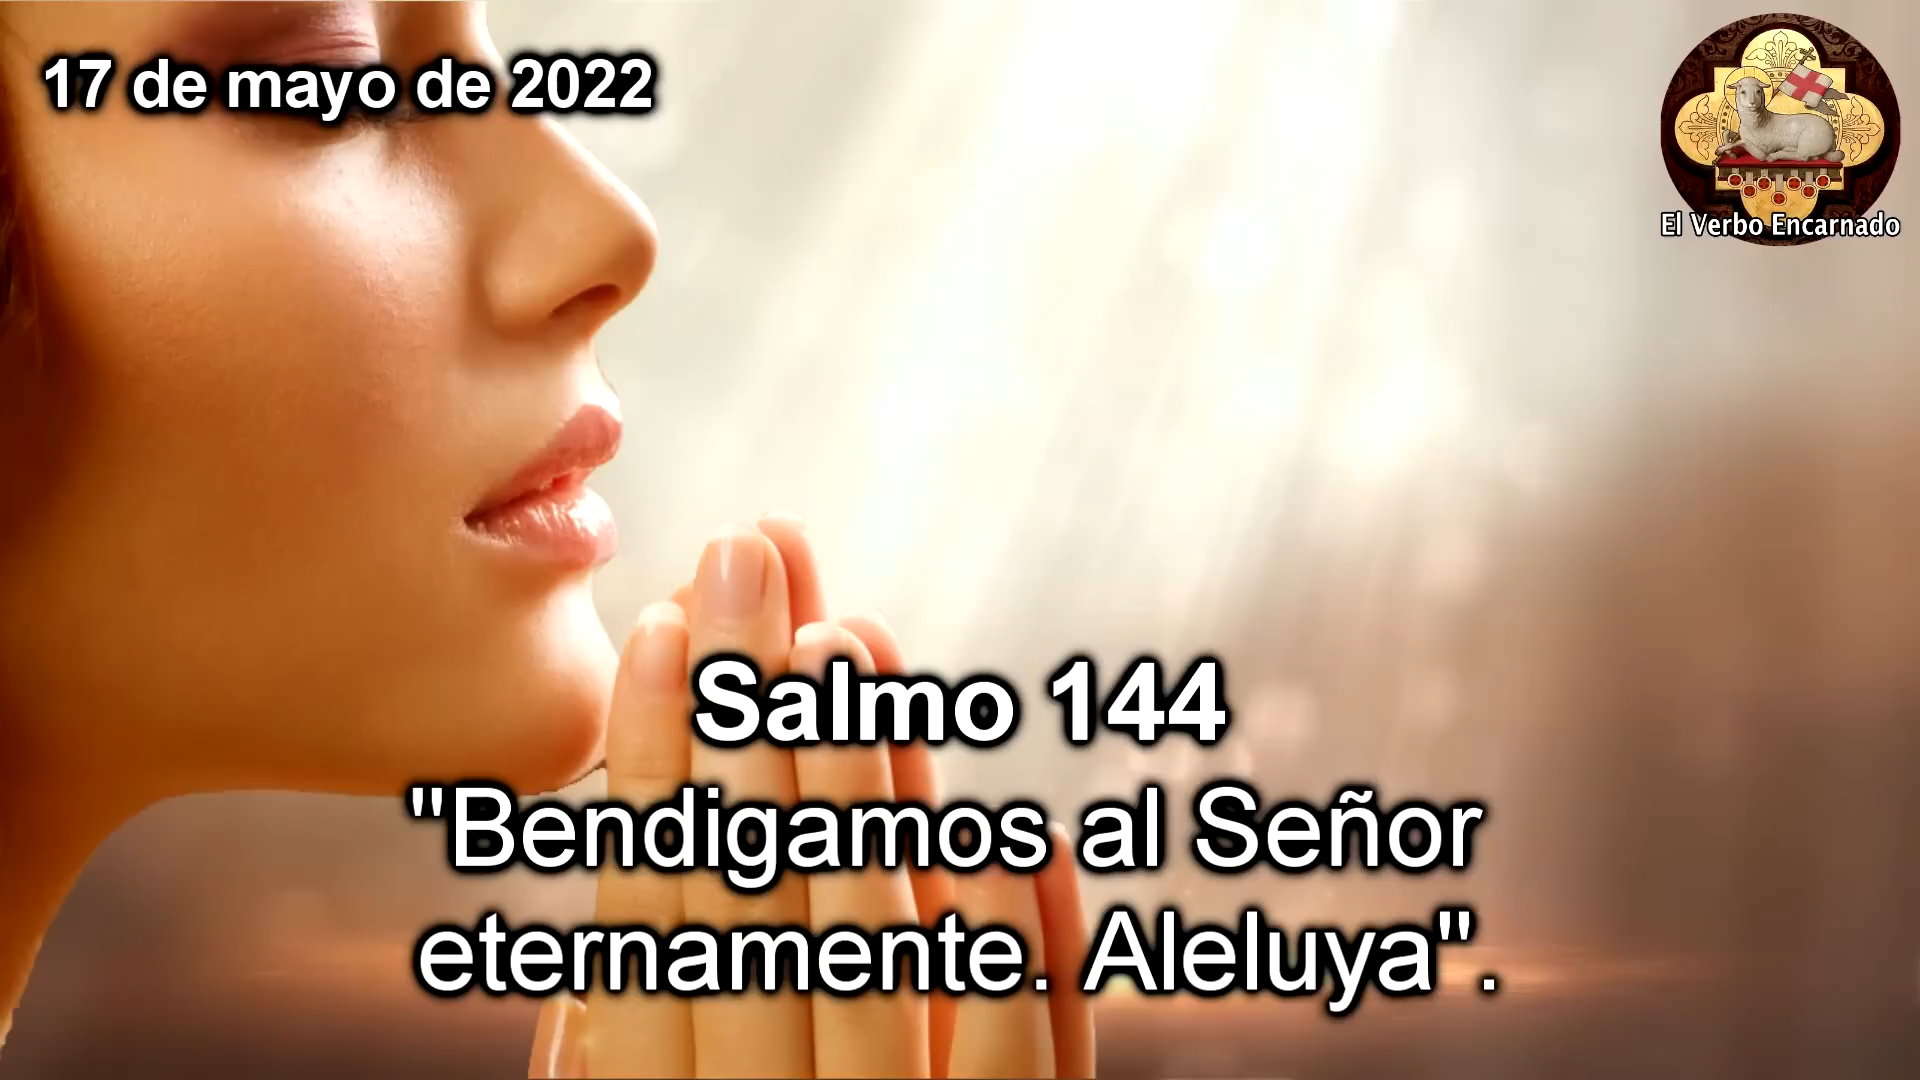 17 de mayo de 2022
El Verbo Encarnado
Salmo 144
"Bendigamos al Señor
eternamente. Aleluya".